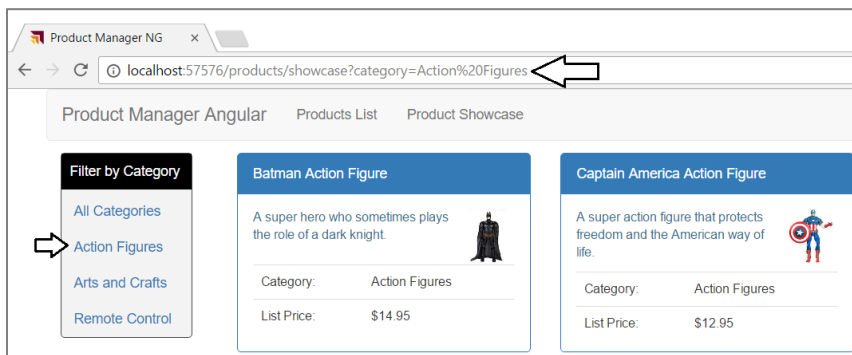 Product Manager NG
localhost:57576/products/showcase?category=Action%20Figures
Product Manager Angular Products List Product Showcase
Filter by Category
All Categories
Action Figures
Arts and Crafts
Remote Control
Batman Action Figure
A super hero who sometimes plays
the role of a dark knight.
Category: Action Figures
List Price: $14.95
Captain America Action Figure
A super action figure that protects
freedom and the American way of
life.
Category: Action Figures
List Price: $12.95